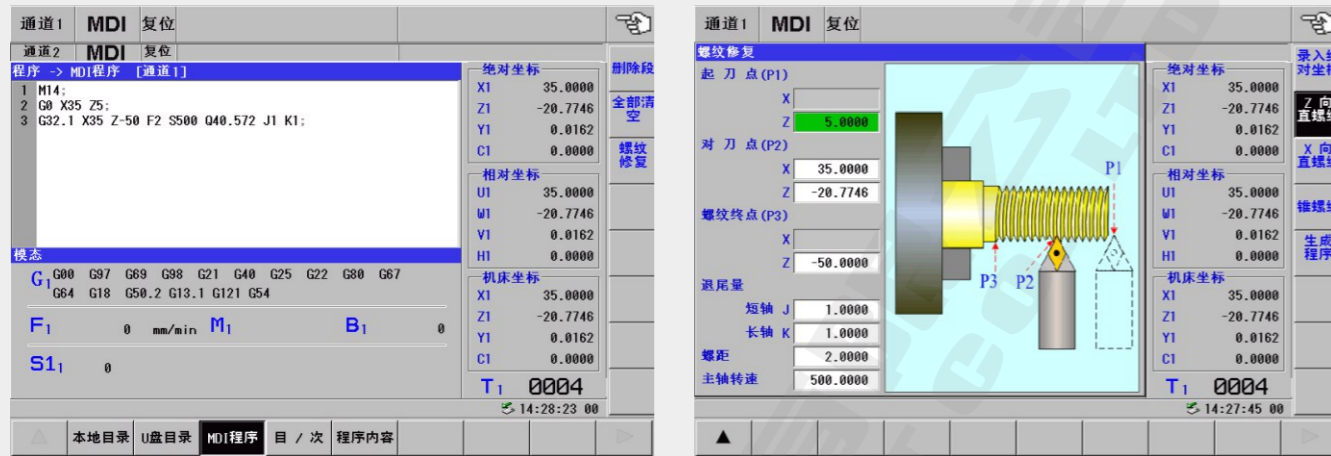 通道1 MDI 复位
通道2 MDI 复位
程序 -> MDI程序 [通道1]
1 M14;
2 G0 X35 Z5;
3 G32.1 X35 Z-50 F2 S500 Q40.572 J1 K1;
模态
G1 G00 G97 G69 G98 G21 G40 G25 G22 G80 G67
G64 G18 G50.2 G13.1 G121 G54
F1 0 mm/min M1 B1 0
S11 0
绝对坐标
X1 35.0000
Z1 -20.7746
Y1 0.0162
C1 0.0000
相对坐标
U1 35.0000
W1 -20.7746
V1 0.0162
H1 0.0000
机床坐标
X1 35.0000
Z1 -20.7746
Y1 0.0162
C1 0.0000
T1 0004
14:28:23 00
删除段
全部清
空
螺纹
修复
本地目录 U盘目录 MDI程序 目 / 次 程序内容
通道1 MDI 复位
螺纹修复
起 刀 点(P1)
X
Z 5.0000
对 刀 点(P2)
X 35.0000
Z -20.7746
螺纹终点(P3)
X
Z -50.0000
退尾量
短轴 J 1.0000
长轴 K 1.0000
螺距 2.0000
主轴转速 500.0000
P1
P3 P2
绝对坐标
X1 35.0000
Z1 -20.7746
Y1 0.0162
C1 0.0000
相对坐标
U1 35.0000
W1 -20.7746
V1 0.0162
H1 0.0000
机床坐标
X1 35.0000
Z1 -20.7746
Y1 0.0162
C1 0.0000
T1 0004
14:27:45 00
录入绝
对坐标
Z 向
直螺纹
X 向
直螺纹
锥螺纹
生成
程序